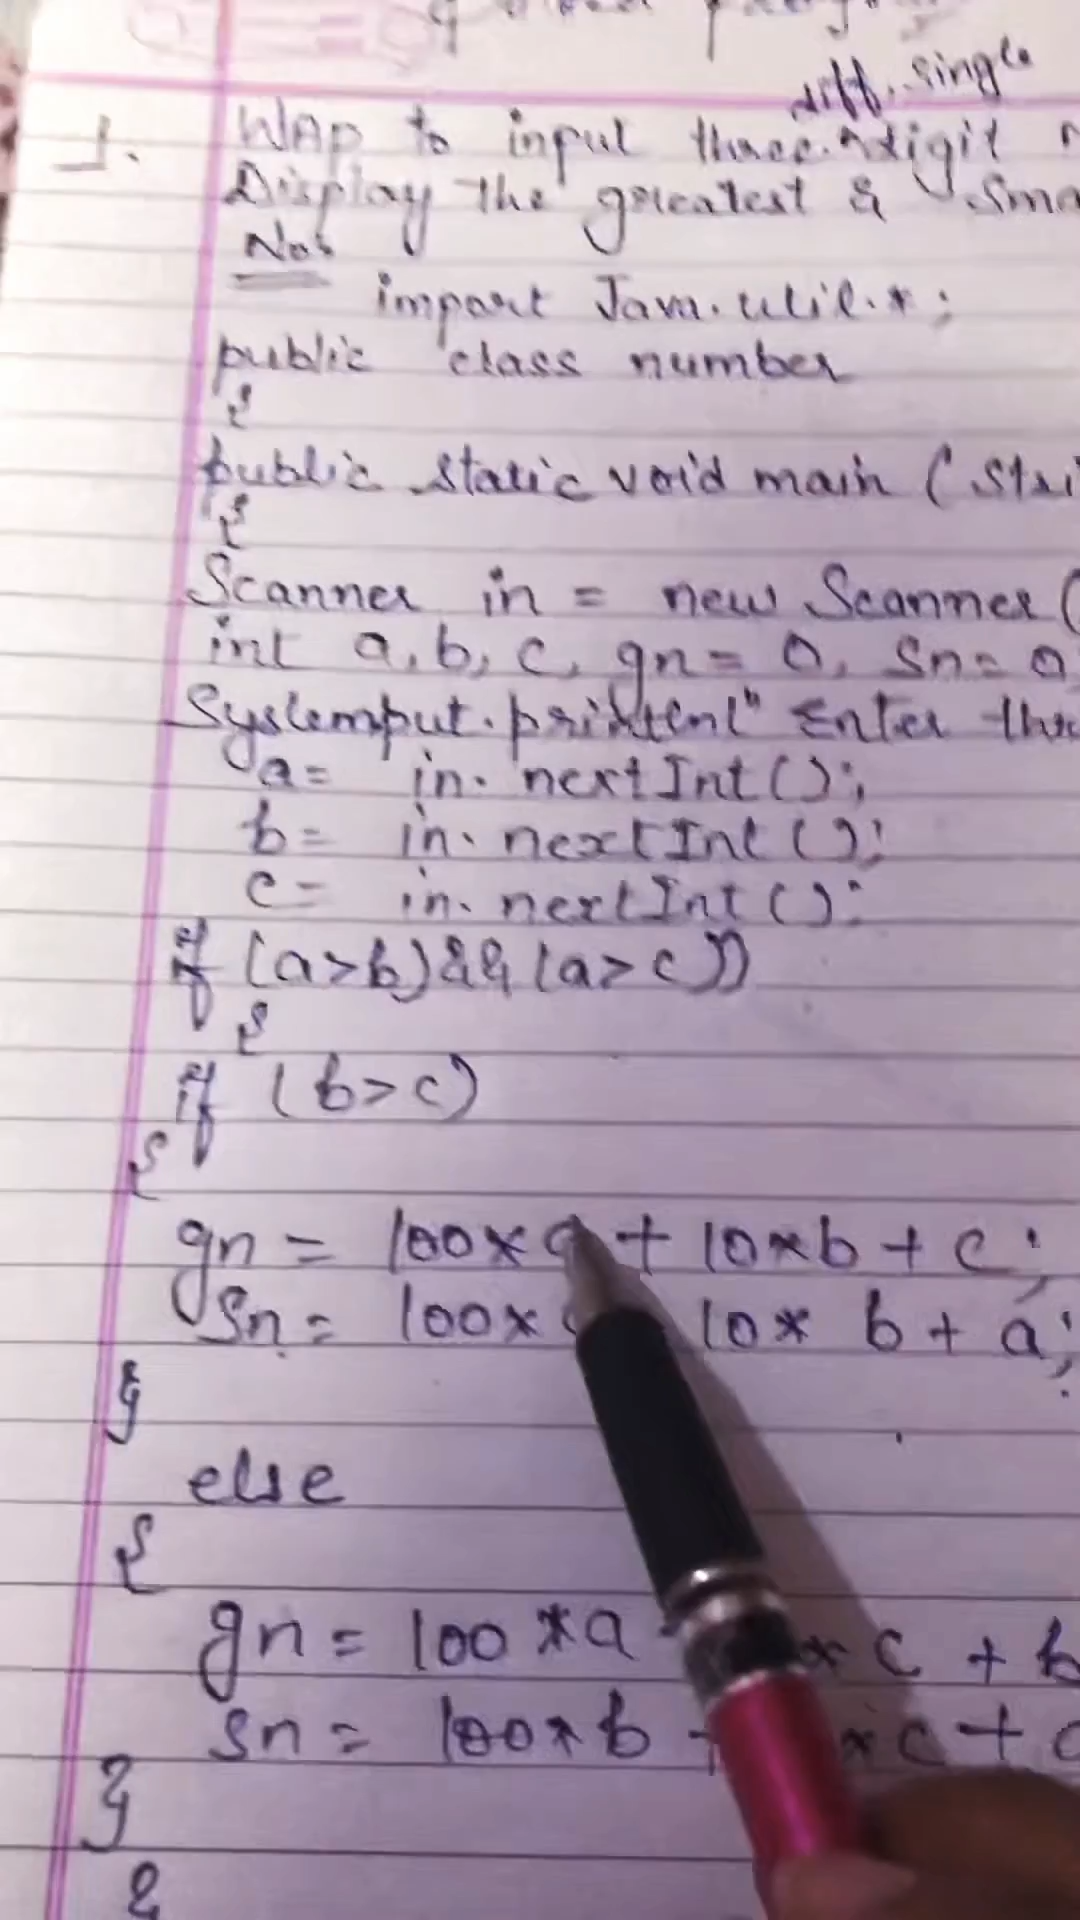 diff. single
1. WAP to input three digit
Display the greatest & Sma
Nos
import Java.util.*;
public class number
{
public static void main (Stri
{
Scanner in = new Scanner (
int a, b, c, gn = 0, sn = 0
System.out.println" Enter thr
a = in. nextInt();
b = in. nextInt();
c = in. nextInt();
if (a>b)&&(a>c))
{
if (b>c)
{
gn = 100*a + 10*b + c;
Sn = 100* 10* b + a;
}
else
{
gn = 100*a * c + b
sn = 100*b + * c +
}